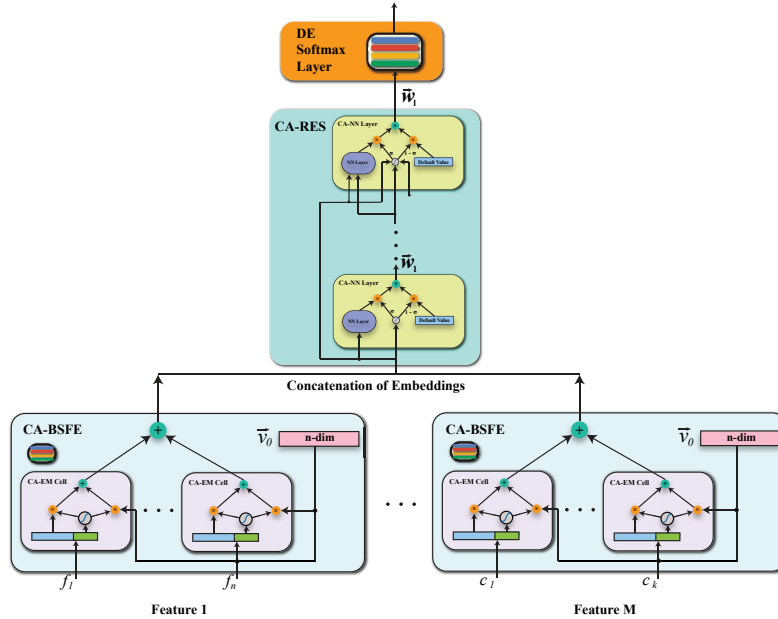 DE
Softmax
Layer
w⃗₁
CA-RES
CA-NN Layer
× ×
NN Layer
σ 1 - σ
Default Value
w⃗₁
CA-NN Layer
NN Layer
σ 1 - σ
Default Value
Concatenation of Embeddings
CA-BSFE
v⃗₀
n-dim
CA-EM Cell
CA-EM Cell
f₁
fₙ
Feature 1
CA-BSFE
v⃗₀
n-dim
CA-EM Cell
CA-EM Cell
c₁
cₖ
Feature M